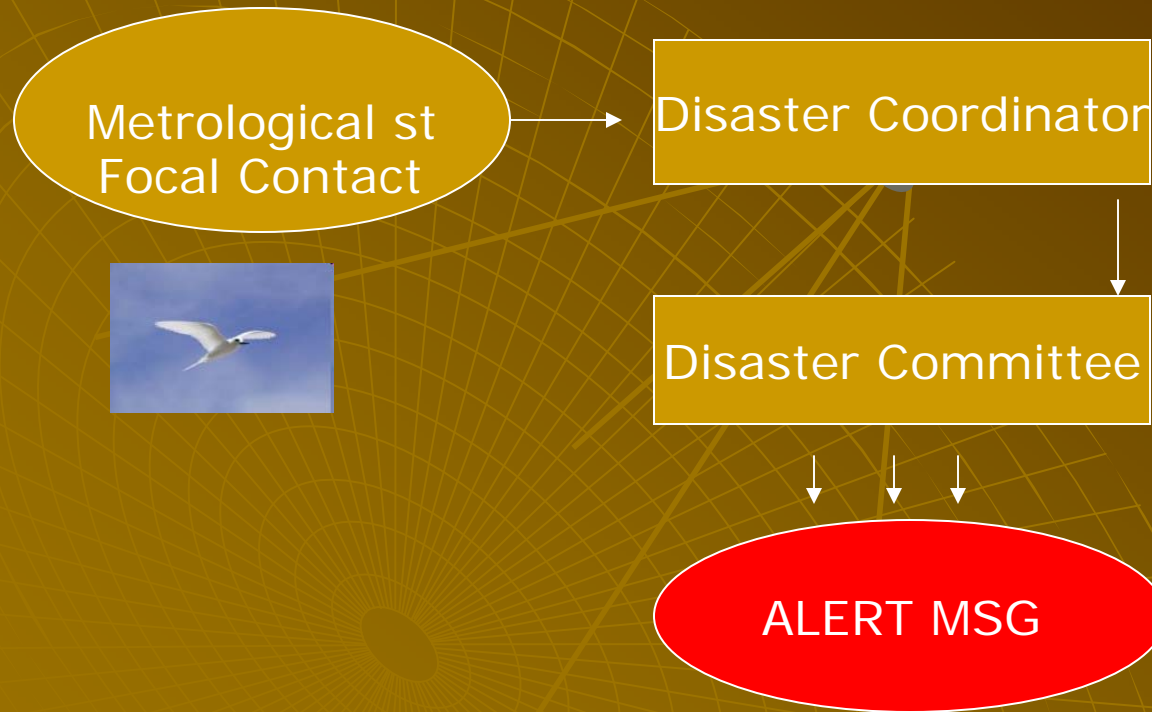 Metrological st
Focal Contact
Disaster Coordinator
Disaster Committee
ALERT MSG